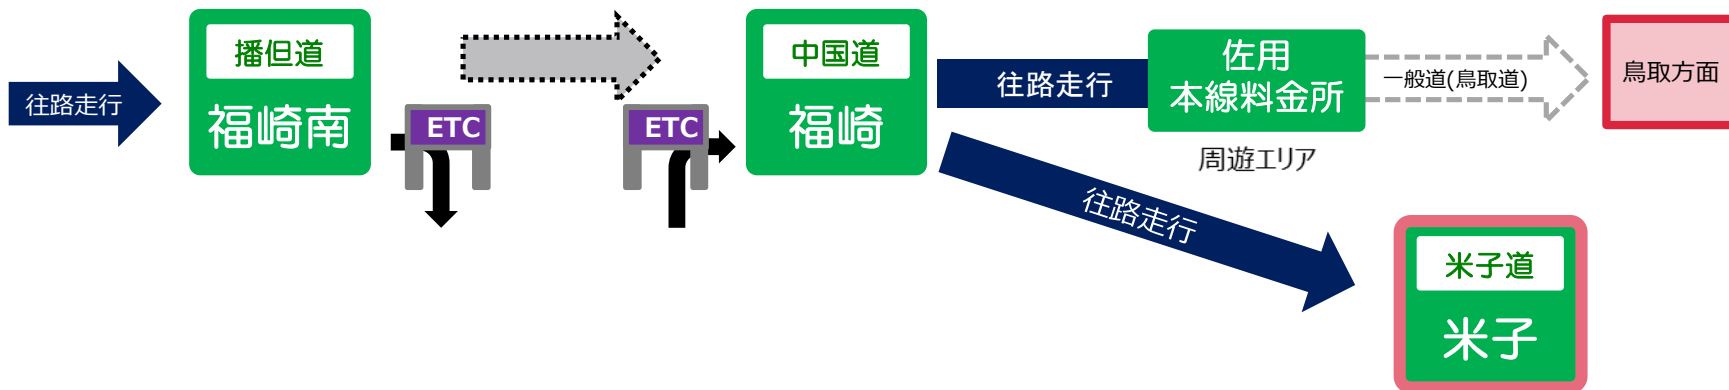 往路走行
播但道
福崎南
ETC
ETC
中国道
福崎
往路走行
佐用
本線料金所
周遊エリア
一般道(鳥取道)
鳥取方面
往路走行
米子道
米子